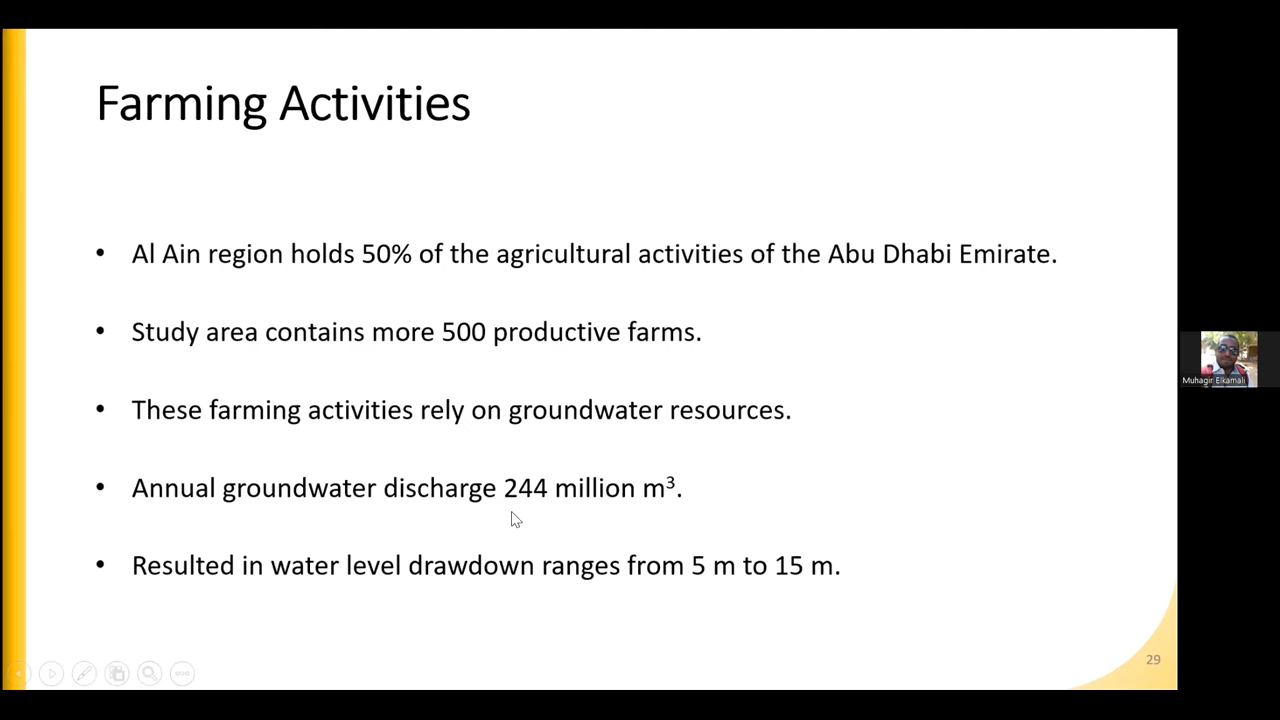 Farming Activities
• Al Ain region holds 50% of the agricultural activities of the Abu Dhabi Emirate.
• Study area contains more 500 productive farms.
• These farming activities rely on groundwater resources.
• Annual groundwater discharge 244 million m³.
• Resulted in water level drawdown ranges from 5 m to 15 m.
Muhagir Elkamali
29